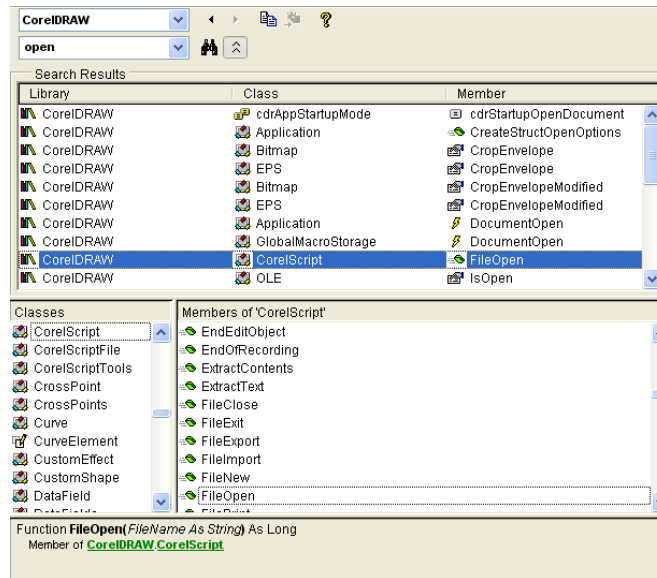 CorelDRAW
open
Search Results
Library Class Member
CorelDRAW cdrAppStartupMode cdrStartupOpenDocument
CorelDRAW Application CreateStructOpenOptions
CorelDRAW Bitmap CropEnvelope
CorelDRAW EPS CropEnvelope
CorelDRAW Bitmap CropEnvelopeModified
CorelDRAW EPS CropEnvelopeModified
CorelDRAW Application DocumentOpen
CorelDRAW GlobalMacroStorage DocumentOpen
CorelDRAW CorelScript FileOpen
CorelDRAW OLE IsOpen
Classes Members of 'CorelScript'
CorelScript EndEditObject
CorelScriptFile EndOfRecording
CorelScriptTools ExtractContents
CrossPoint ExtractText
CrossPoints FileClose
Curve FileExit
CurveElement FileExport
CustomEffect FileImport
CustomShape FileNew
DataField FileOpen
DataFields FilePrint
Function FileOpen(FileName As String) As Long
Member of CorelDRAW.CorelScript